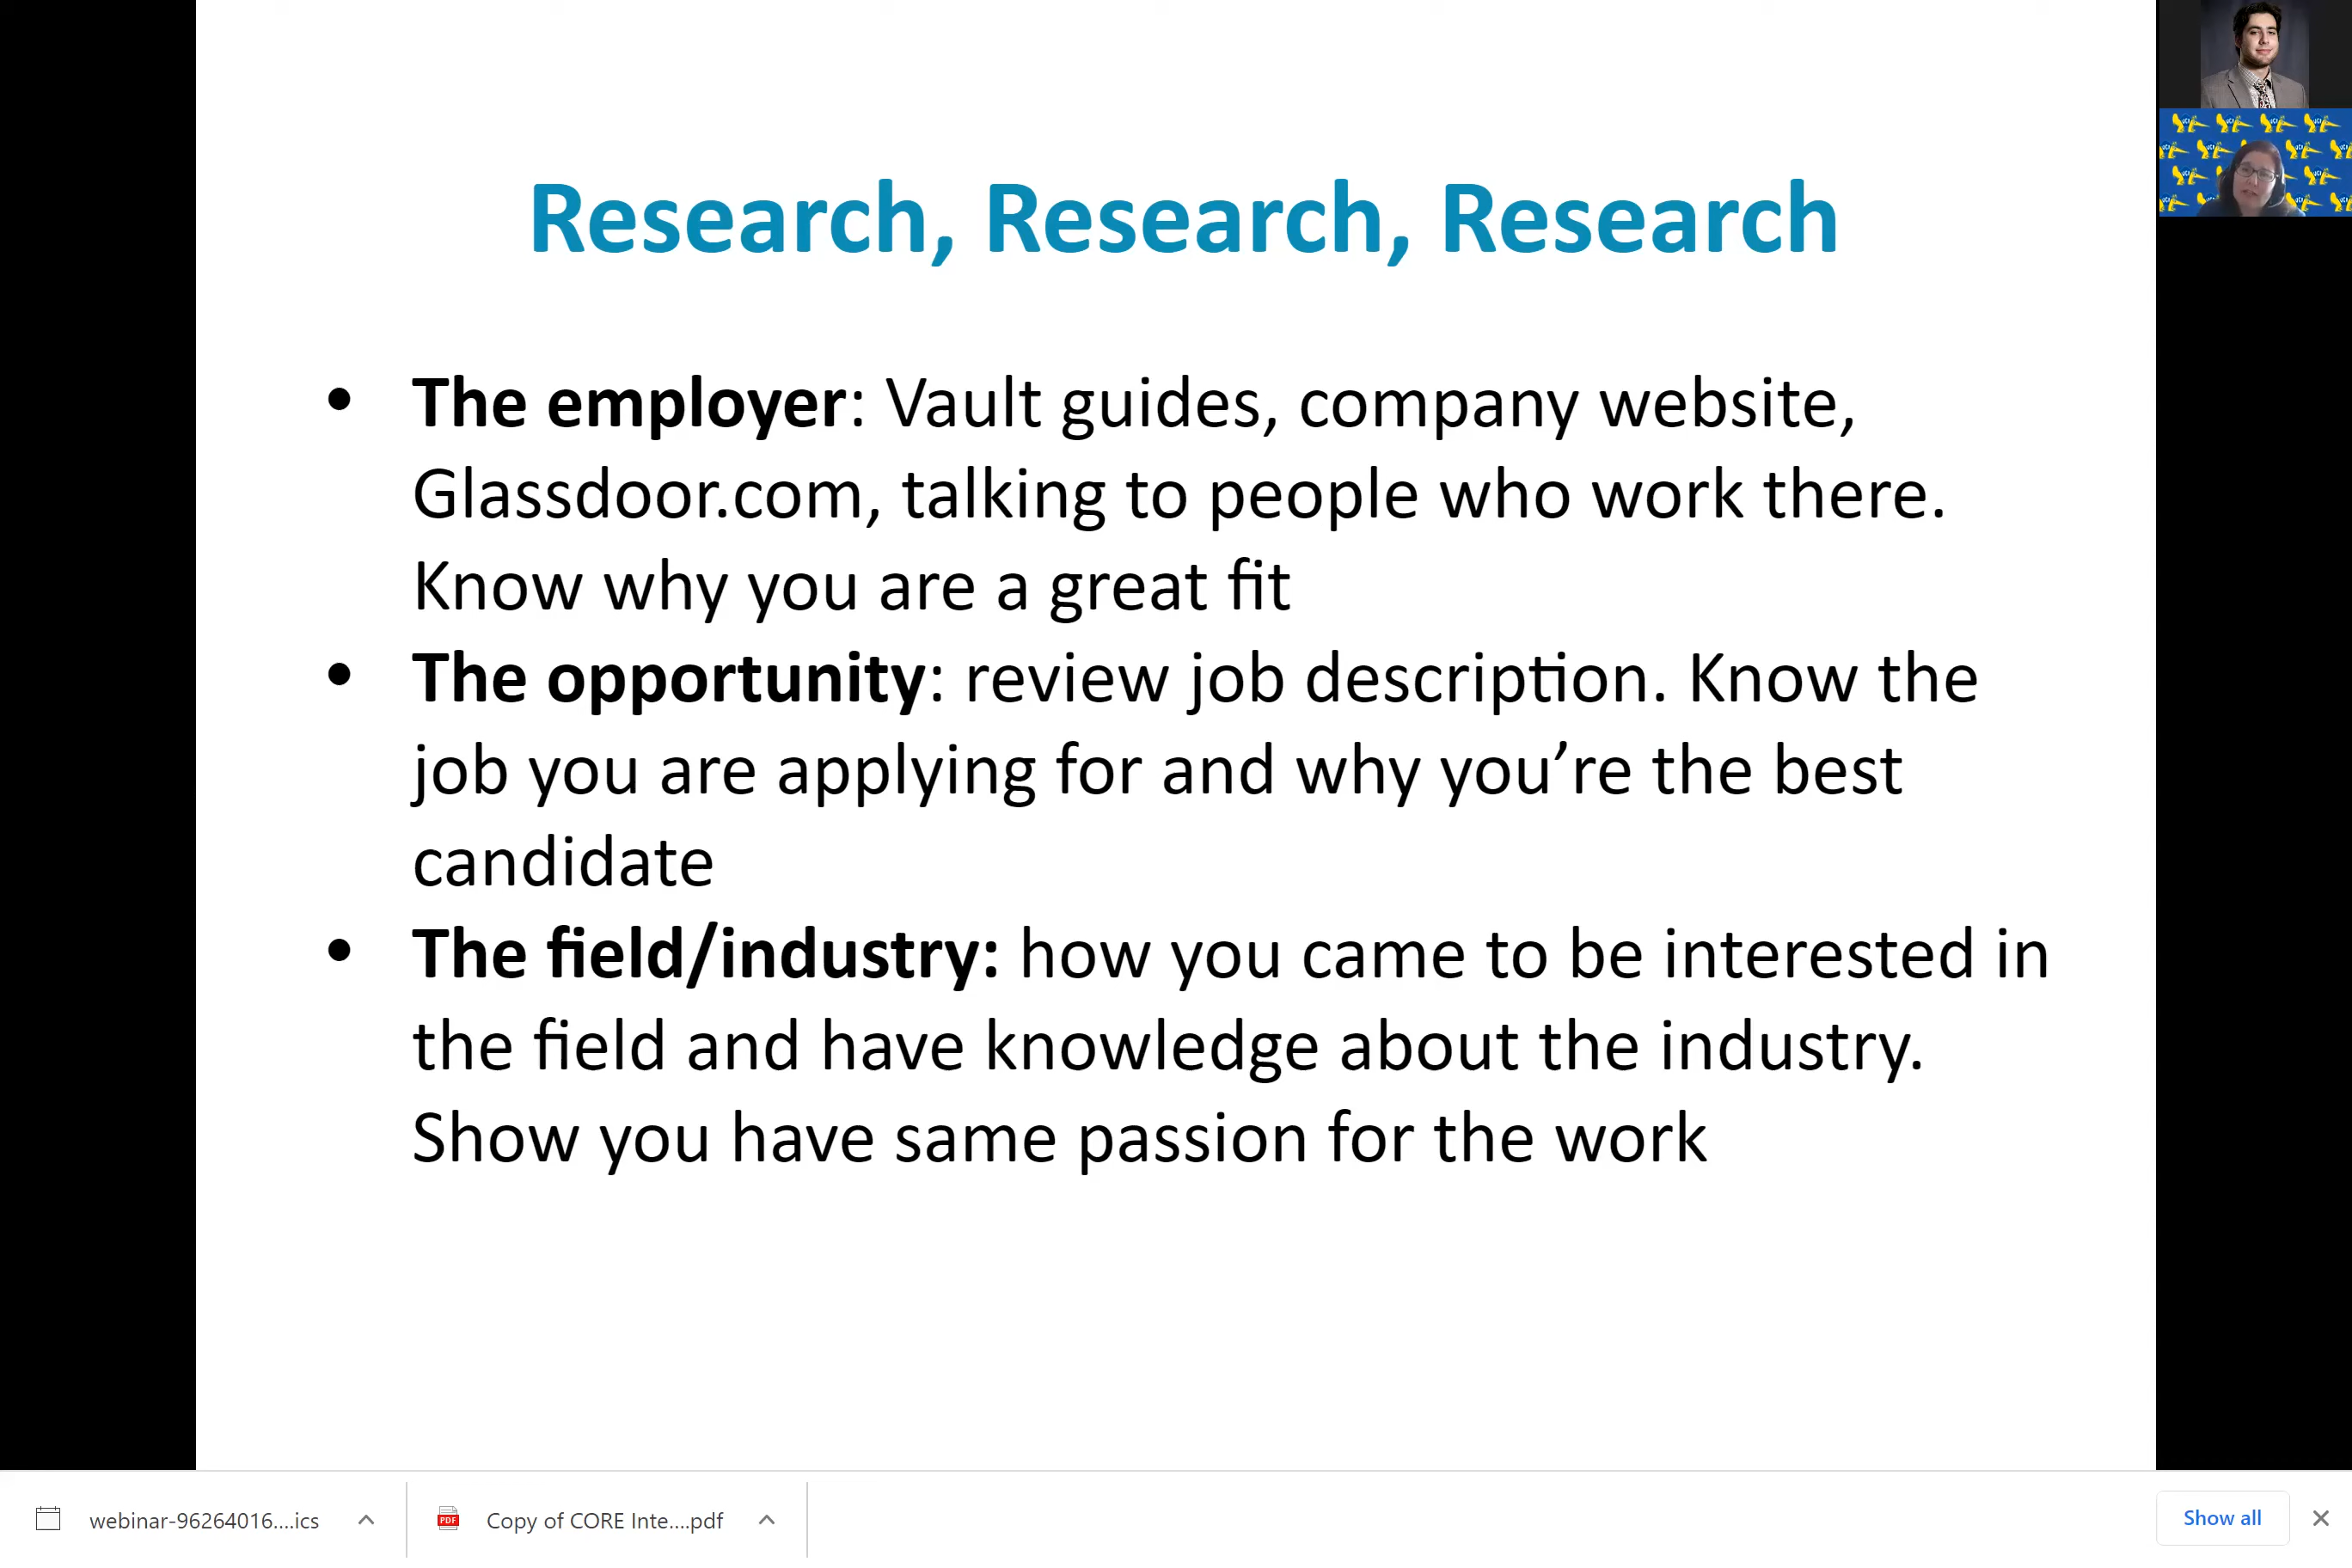 Research, Research, Research
• The employer: Vault guides, company website,
Glassdoor.com, talking to people who work there.
Know why you are a great fit
• The opportunity: review job description. Know the
job you are applying for and why you’re the best
candidate
• The field/industry: how you came to be interested in
the field and have knowledge about the industry.
Show you have same passion for the work
webinar-96264016....ics
PDF
Copy of CORE Inte....pdf
Show all